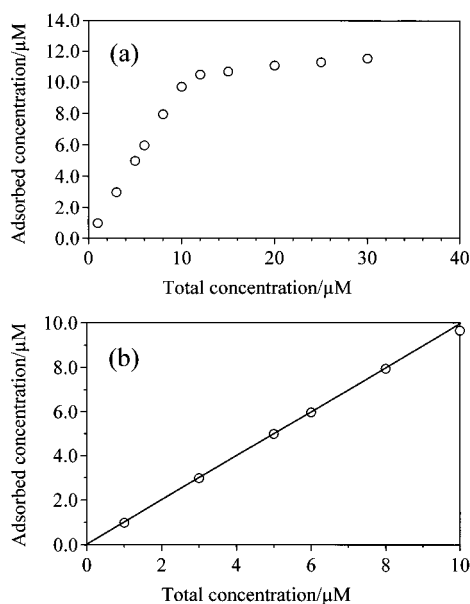 (a)
Adsorbed concentration/µM
14.0
12.0
10.0
8.0
6.0
4.0
2.0
0.0
0 10 20 30 40
Total concentration/µM
(b)
Adsorbed concentration/µM
10.0
8.0
6.0
4.0
2.0
0.0
0 2 4 6 8 10
Total concentration/µM